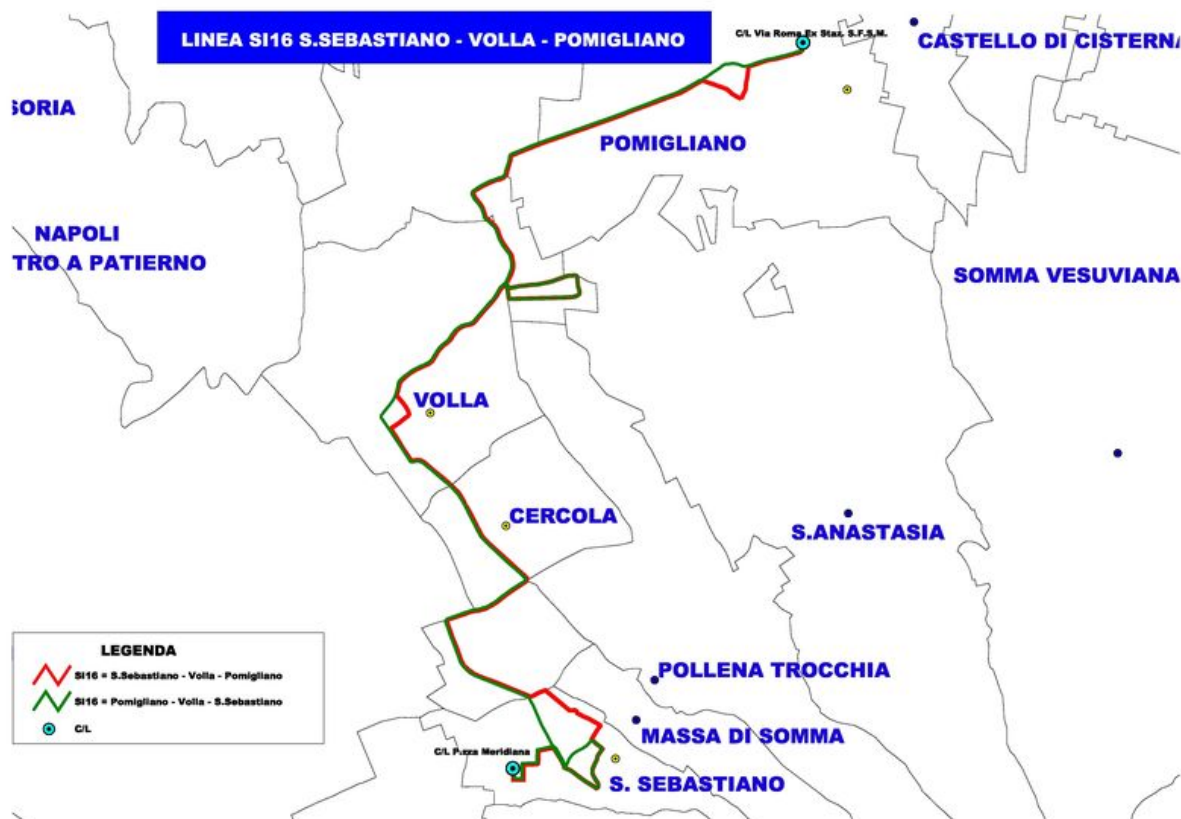 LINEA SI16 S.SEBASTIANO - VOLLA - POMIGLIANO
C/L Via Roma Ex Staz. S.F.S.M.
CASTELLO DI CISTERNA
SORIA
POMIGLIANO
NAPOLI
TRO A PATIERNO
SOMMA VESUVIANA
VOLLA
CERCOLA
S.ANASTASIA
LEGENDA
SI16 = S.Sebastiano - Volla - Pomigliano
SI16 = Pomigliano - Volla - S.Sebastiano
C/L
POLLENA TROCCHIA
MASSA DI SOMMA
C/L P.zza Meridiana
S. SEBASTIANO